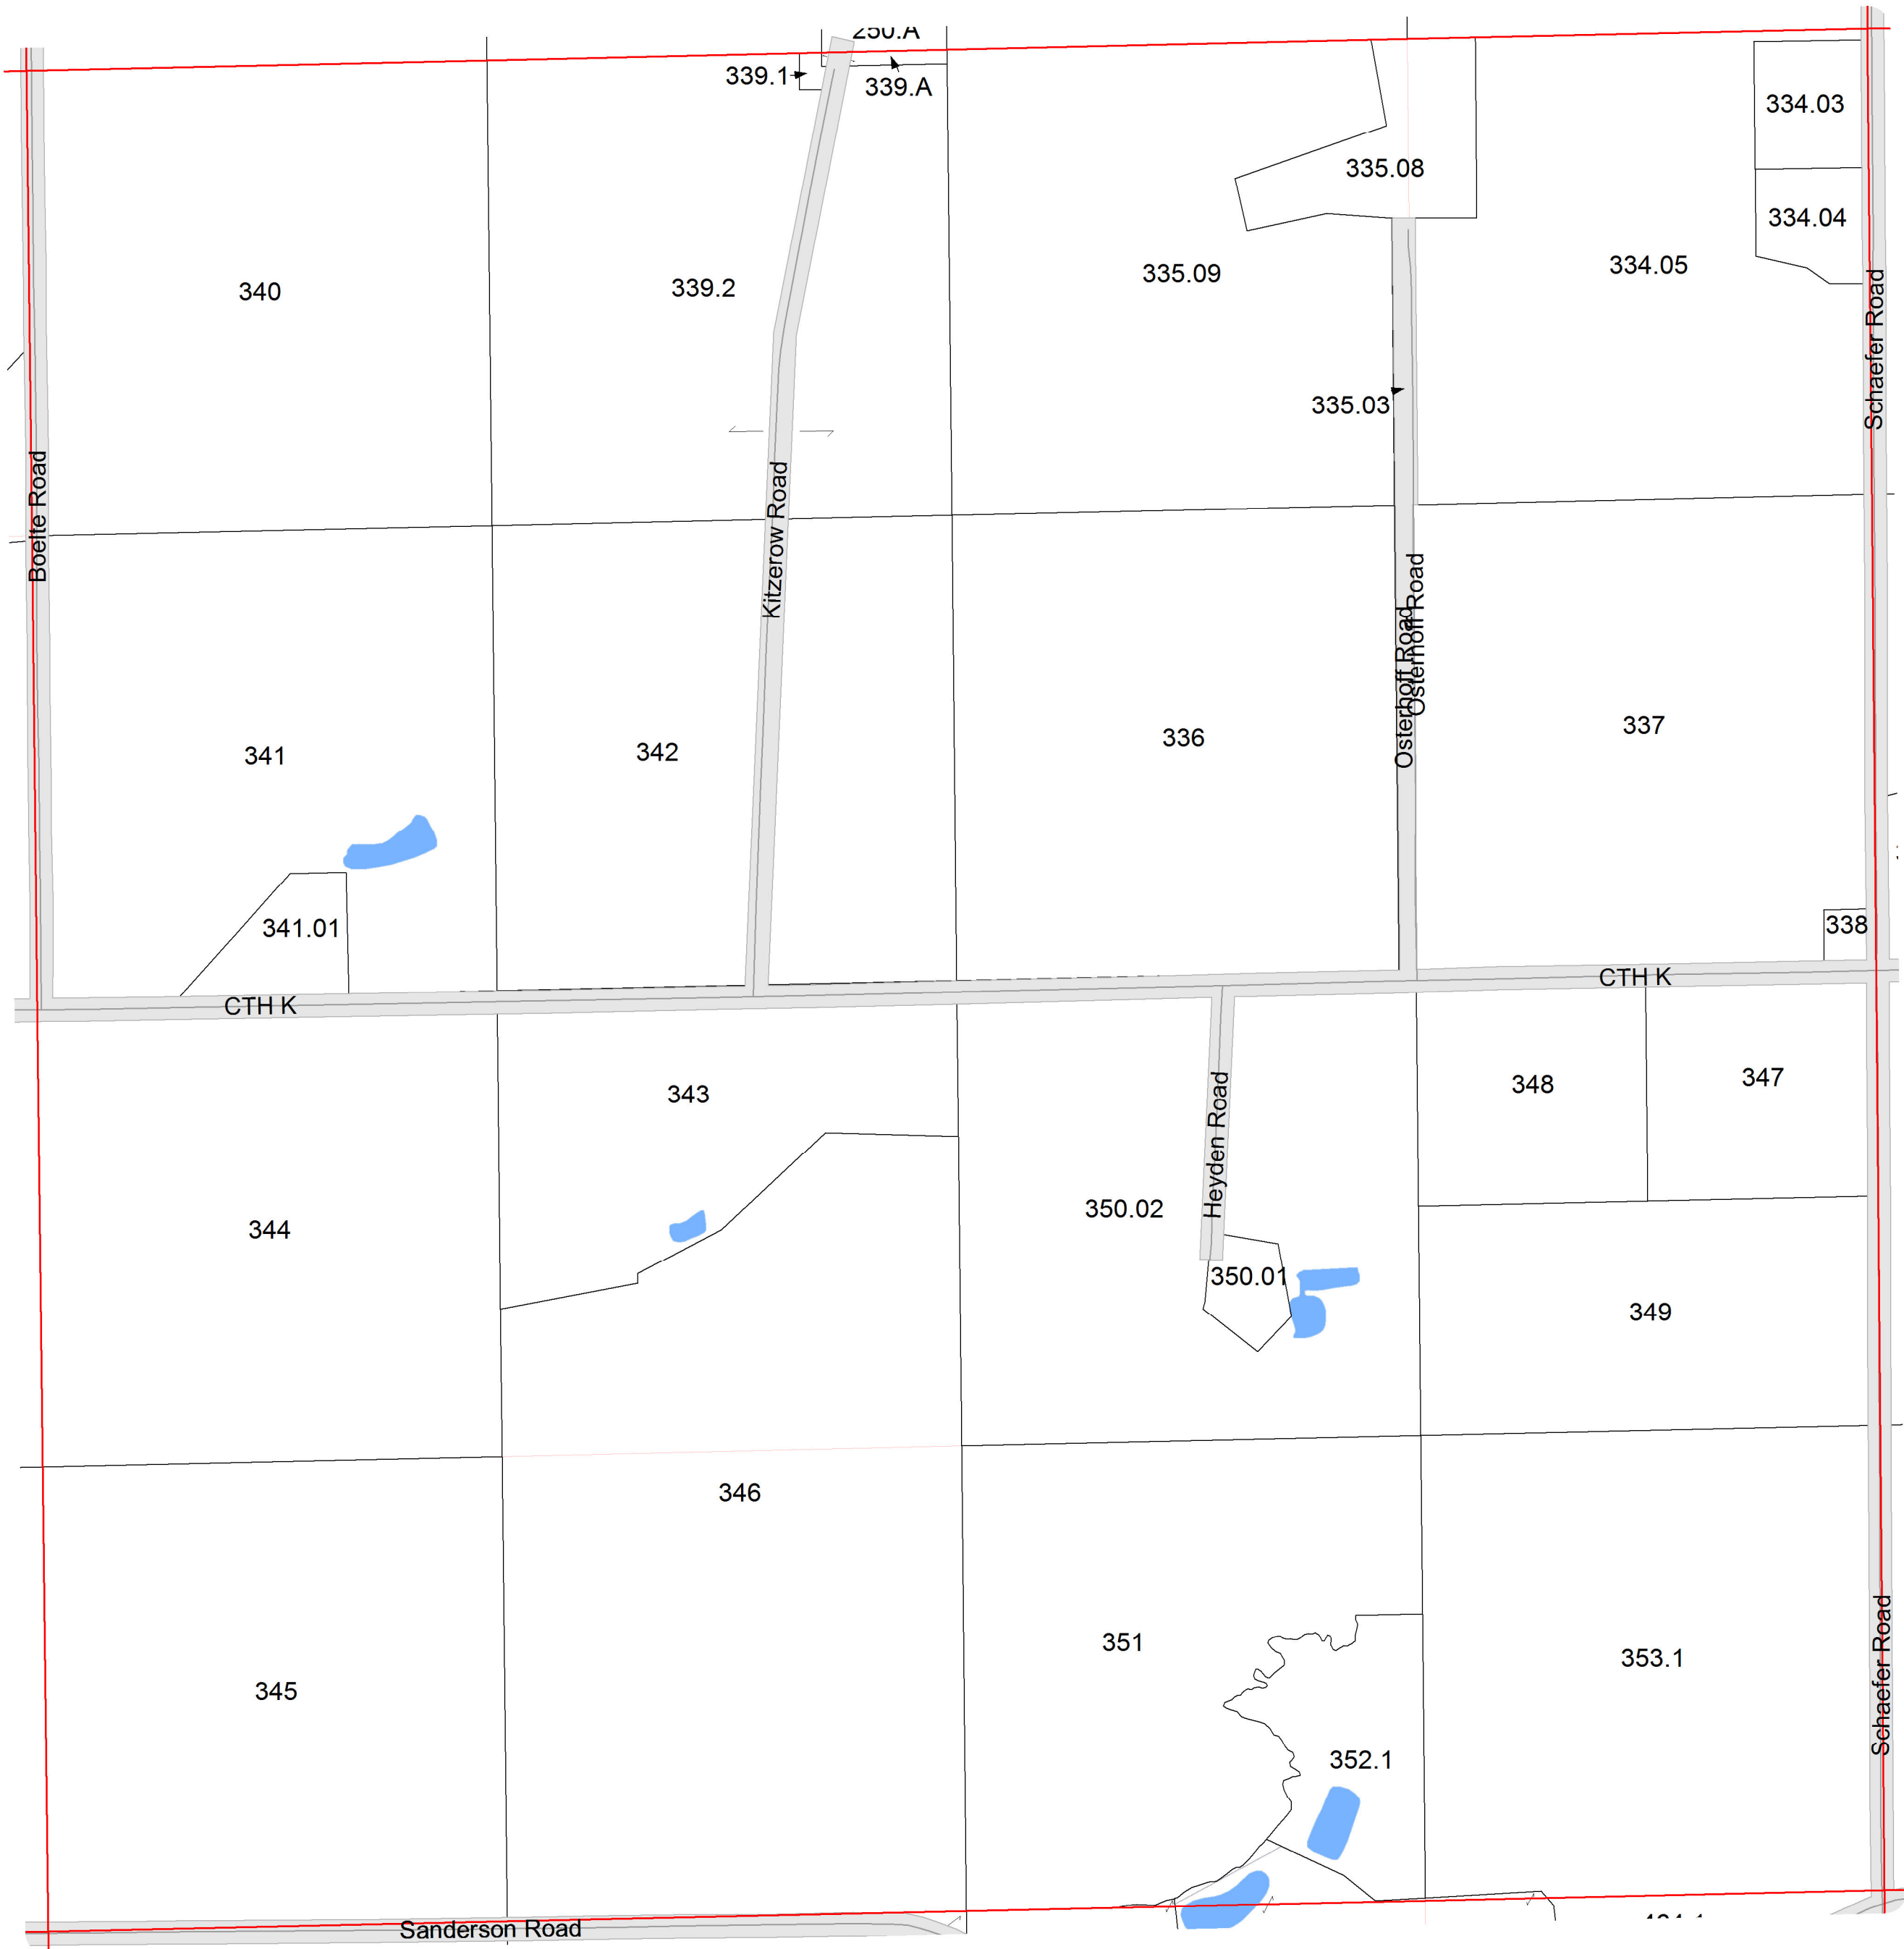 250.A
339.1
339.A
334.03
335.08
334.04
340
339.2
335.09
334.05
Schaefer Road
335.03
Boelte Road
Kitzerow Road
Osterhoff Road
Osterhoff Road
341
342
336
337
341.01
338
CTH K
CTH K
343
348
347
Heyden Road
344
350.02
350.01
349
346
345
351
353.1
Schaefer Road
352.1
Sanderson Road